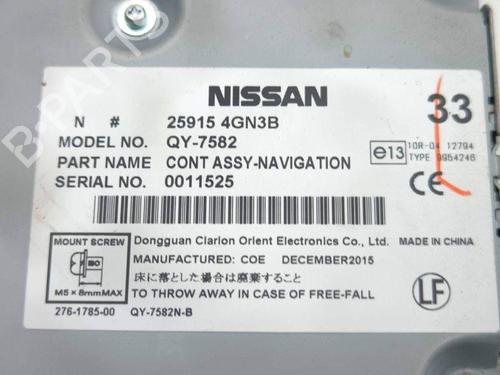 B-PARTS
NISSAN
33
N # 25915 4GN3B
MODEL NO. QY-7582
PART NAME CONT ASSY-NAVIGATION
SERIAL NO. 0011525
e13
10R-04 12794
TYPE 9954246
CE
MOUNT SCREW
ISO
M5×8mmMAX
Dongguan Clarion Orient Electronics Co., Ltd.
MADE IN CHINA
MANUFACTURED: COE DECEMBER2015
床に落とした場合は廃棄すること
TO THROW AWAY IN CASE OF FREE-FALL
LF
276-1785-00 QY-7582N-B